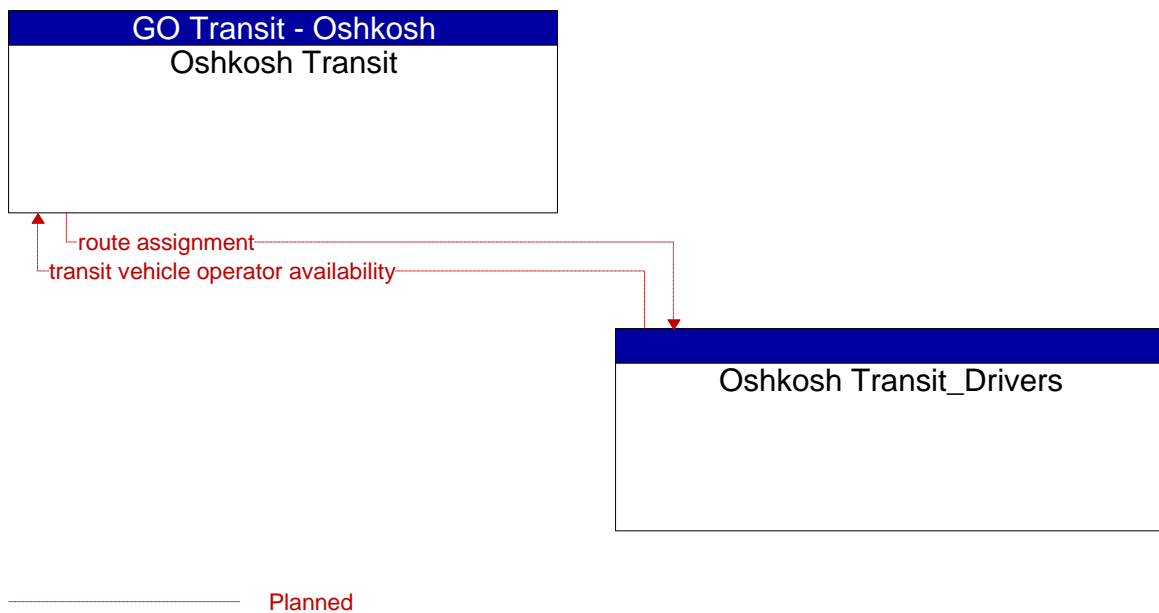 GO Transit - Oshkosh
Oshkosh Transit
route assignment
transit vehicle operator availability
Oshkosh Transit_Drivers
Planned